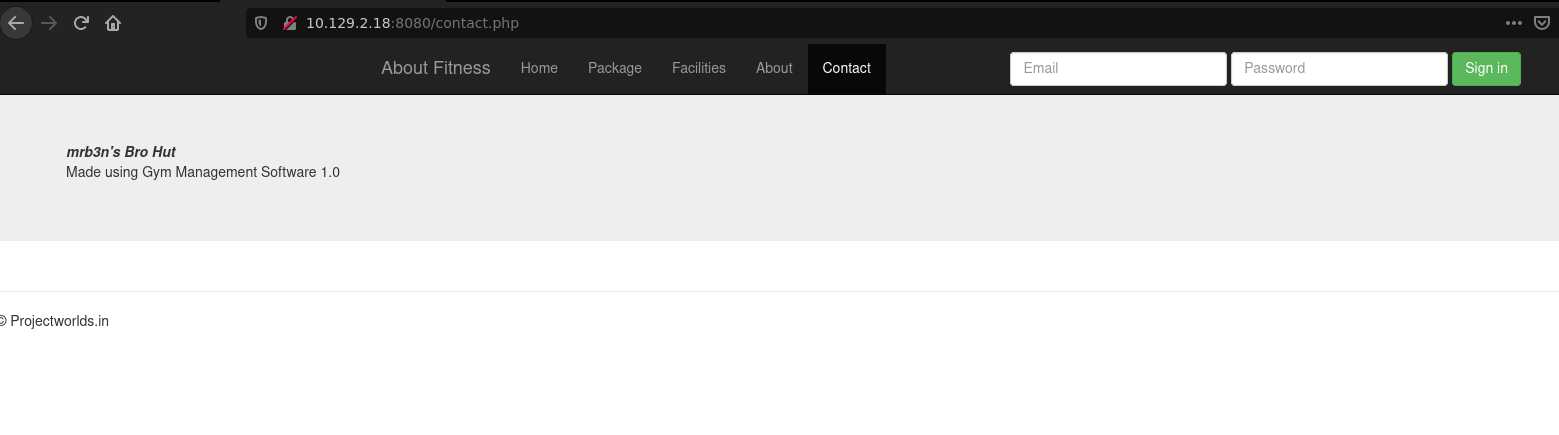 10.129.2.18:8080/contact.php
About Fitness Home Package Facilities About Contact Email Password Sign in
mrb3n's Bro Hut
Made using Gym Management Software 1.0
© Projectworlds.in